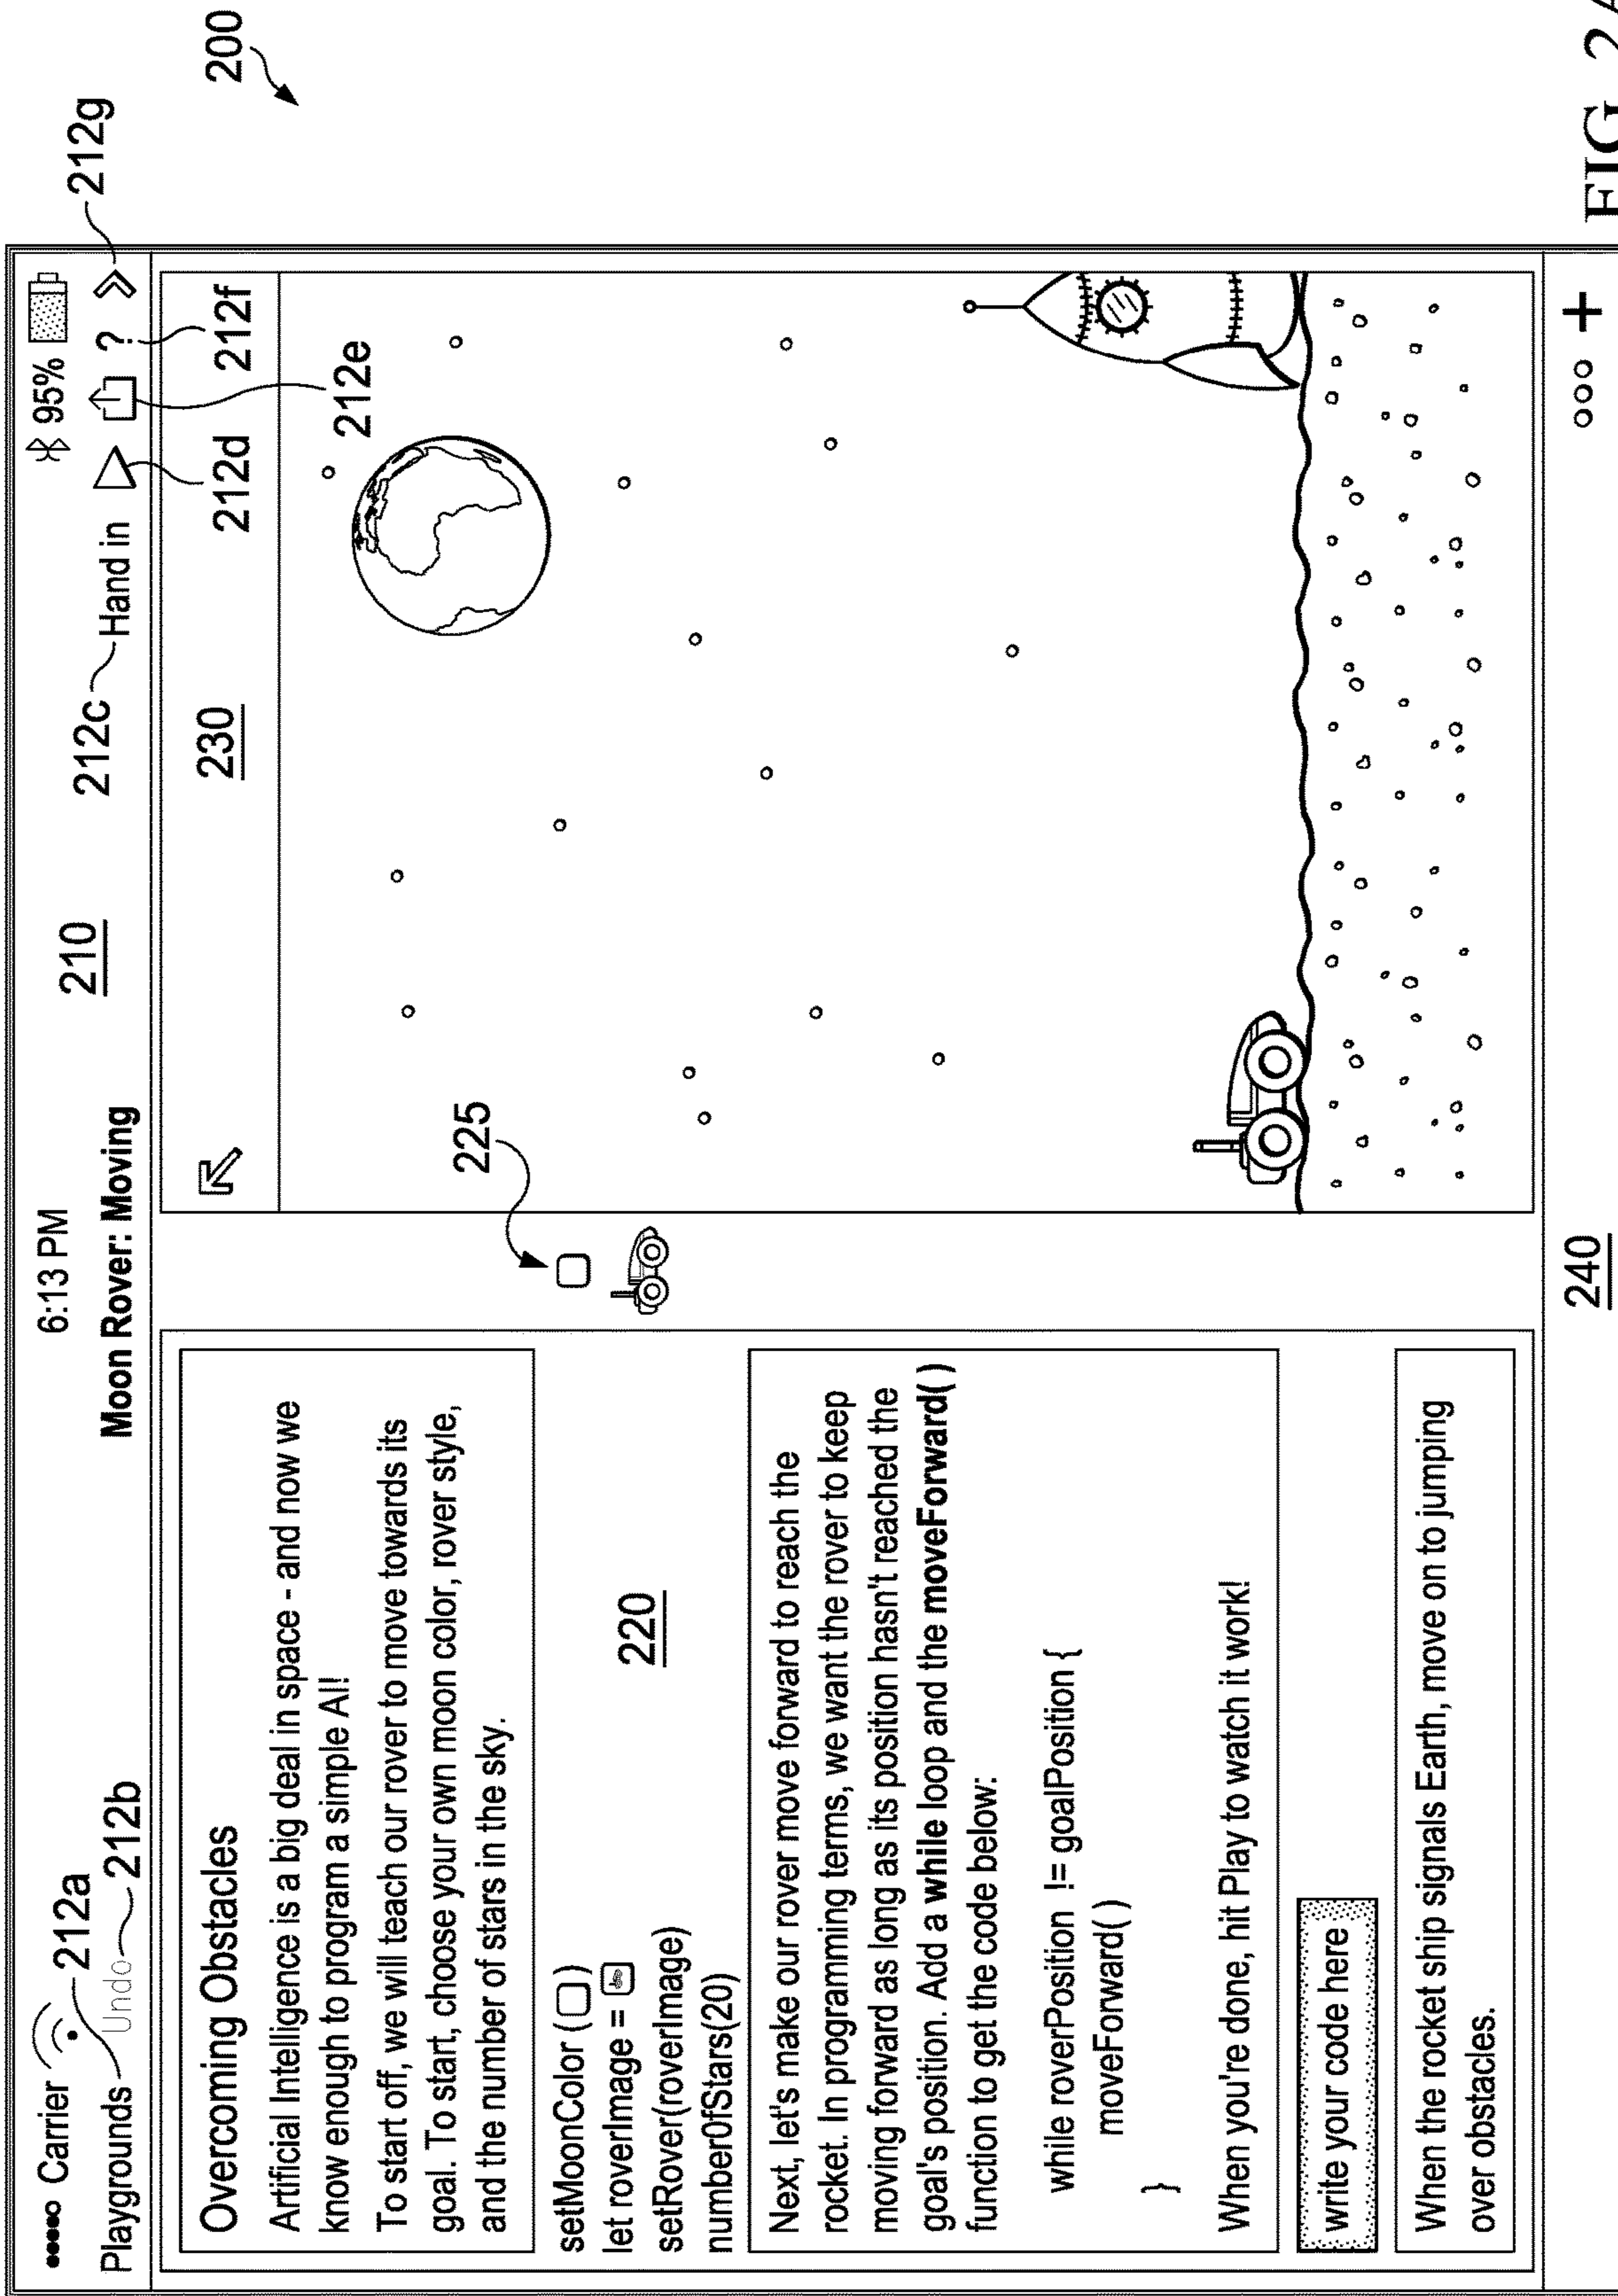 200
●●●●○ Carrier
6:13 PM
95%
212a
210
212c
212g
Playgrounds
Undo
212b
Moon Rover: Moving
Hand in
?
212d
212e
212f
230
Overcoming Obstacles
Artificial Intelligence is a big deal in space - and now we
know enough to program a simple AI!
To start off, we will teach our rover to move towards its
goal. To start, choose your own moon color, rover style,
and the number of stars in the sky.
225
setMoonColor ( )
let roverImage =
setRover(roverImage)
number0fStars(20)
220
Next, let's make our rover move forward to reach the
rocket. In programming terms, we want the rover to keep
moving forward as long as its position hasn't reached the
goal's position. Add a while loop and the moveForward( )
function to get the code below:
while roverPosition != goalPosition {
moveForward( )
}
When you're done, hit Play to watch it work!
write your code here
When the rocket ship signals Earth, move on to jumping
over obstacles.
240
+
FIG. 2A